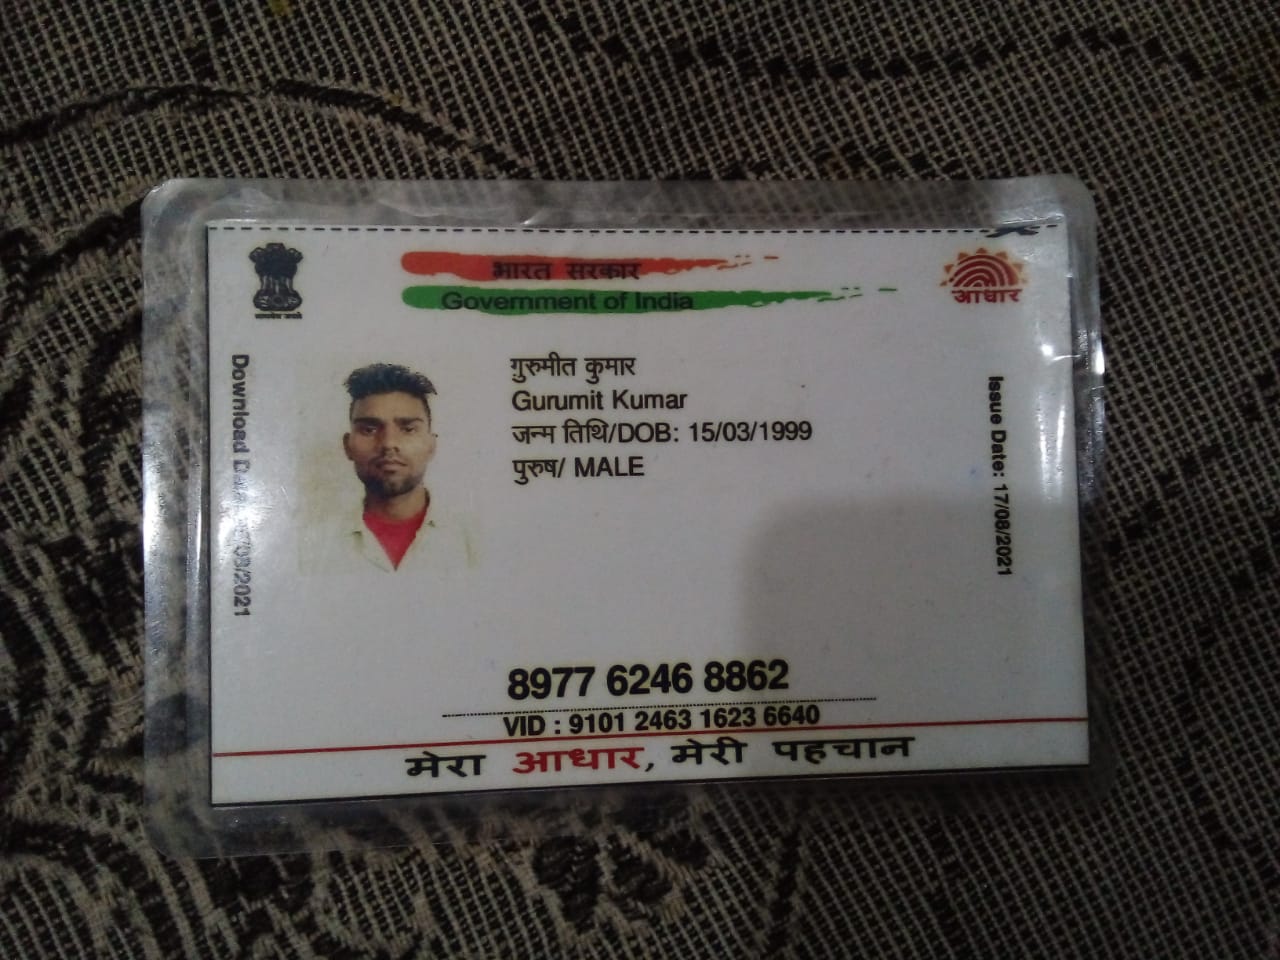 भारत सरकार
Government of India
आधार
गुरुमीत कुमार
Gurumit Kumar
जन्म तिथि/DOB: 15/03/1999
पुरुष/ MALE
Download
Issue Date: 17/08/2021
8977 6246 8862
VID : 9101 2463 1623 6640
मेरा आधार, मेरी पहचान